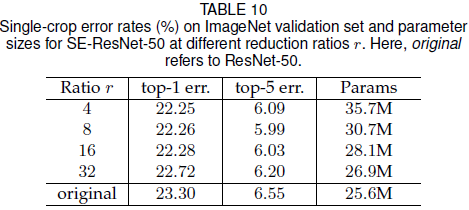 TABLE 10
Single-crop error rates (%) on ImageNet validation set and parameter
sizes for SE-ResNet-50 at different reduction ratios r. Here, original
refers to ResNet-50.
Ratio r top-1 err. top-5 err. Params
4 22.25 6.09 35.7M
8 22.26 5.99 30.7M
16 22.28 6.03 28.1M
32 22.72 6.20 26.9M
original 23.30 6.55 25.6M